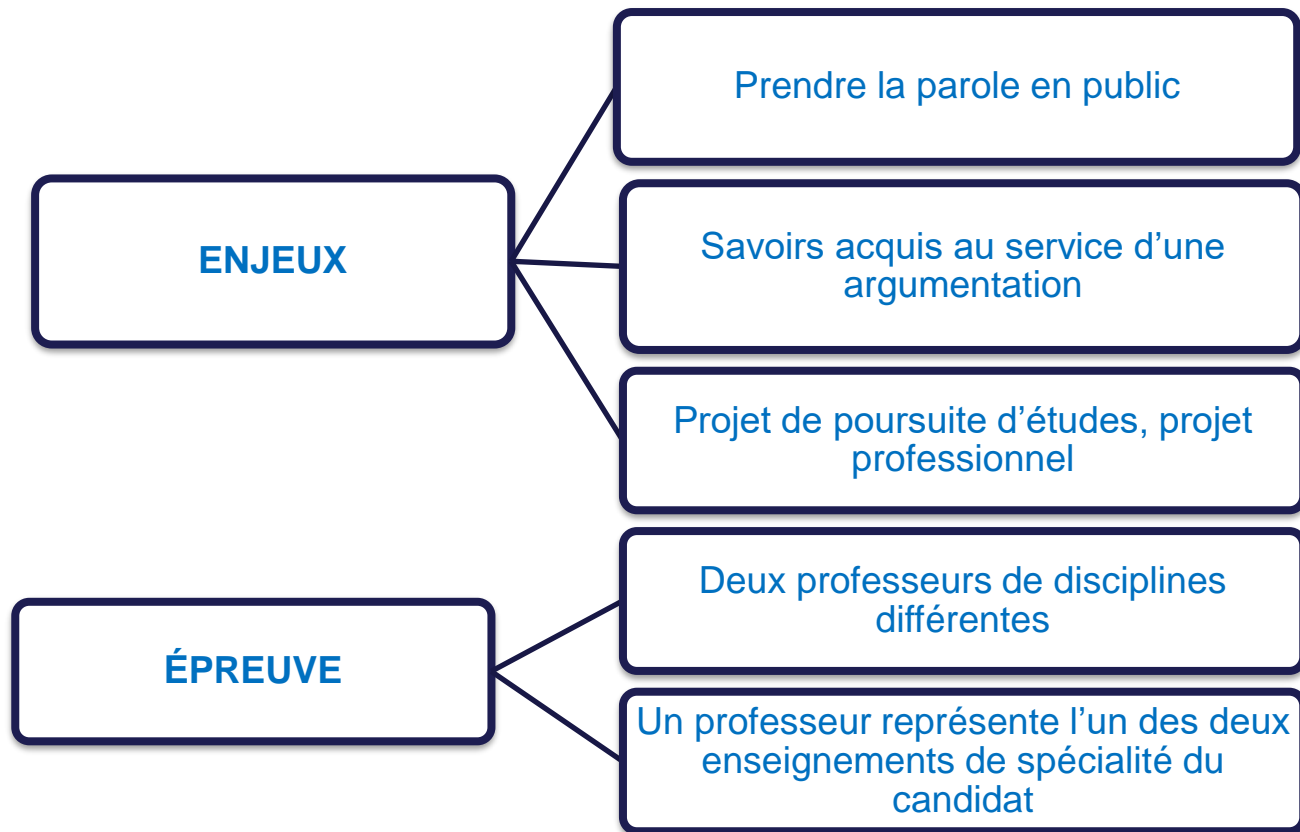 ENJEUX
Prendre la parole en public
Savoirs acquis au service d’une
argumentation
Projet de poursuite d’études, projet
professionnel
ÉPREUVE
Deux professeurs de disciplines
différentes
Un professeur représente l’un des deux
enseignements de spécialité du
candidat